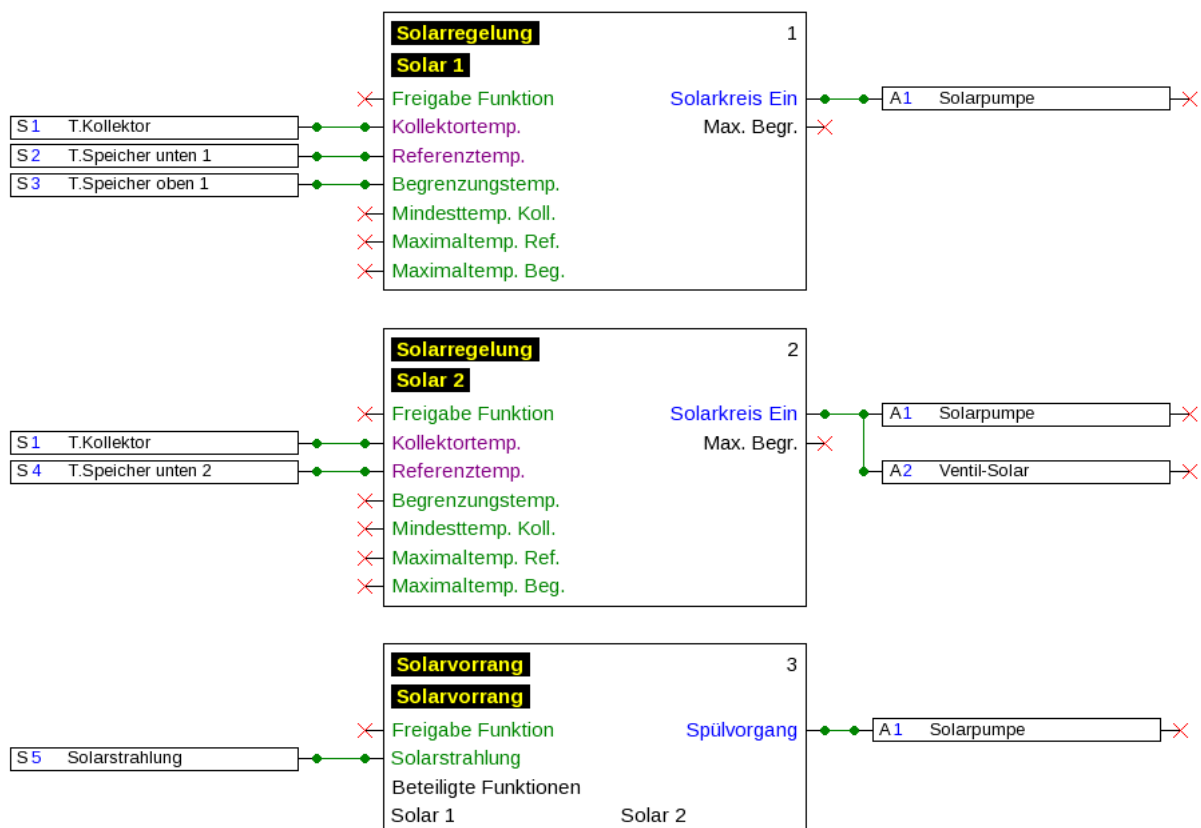 Solarregelung 1
Solar 1
Freigabe Funktion Solarkreis Ein A1 Solarpumpe
S1 T.Kollektor Kollektortemp. Max. Begr.
S2 T.Speicher unten 1 Referenztemp.
S3 T.Speicher oben 1 Begrenzungstemp.
Mindesttemp. Koll.
Maximaltemp. Ref.
Maximaltemp. Beg.
Solarregelung 2
Solar 2
Freigabe Funktion Solarkreis Ein A1 Solarpumpe
S1 T.Kollektor Kollektortemp. Max. Begr.
S4 T.Speicher unten 2 Referenztemp. A2 Ventil-Solar
Begrenzungstemp.
Mindesttemp. Koll.
Maximaltemp. Ref.
Maximaltemp. Beg.
Solarvorrang 3
Solarvorrang
Freigabe Funktion Spülvorgang A1 Solarpumpe
S5 Solarstrahlung Solarstrahlung
Beteiligte Funktionen
Solar 1 Solar 2